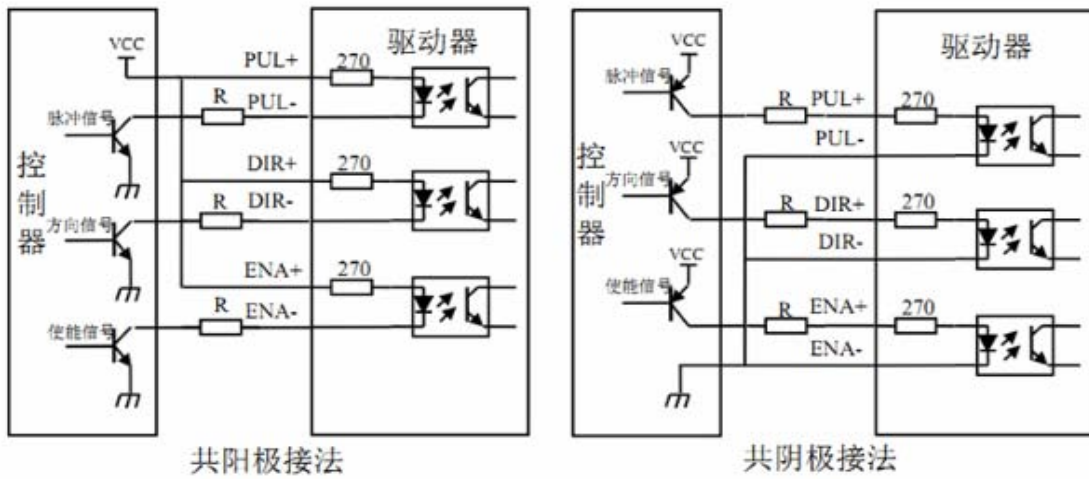 VCC
驱动器
PUL+
270
R
PUL-
脉冲信号
控制器
DIR+
270
R
DIR-
方向信号
ENA+
270
R
ENA-
使能信号
共阳极接法
VCC
驱动器
脉冲信号
R
PUL+
270
PUL-
控制器
VCC
方向信号
R
DIR+
270
DIR-
VCC
使能信号
R
ENA+
270
ENA-
共阴极接法